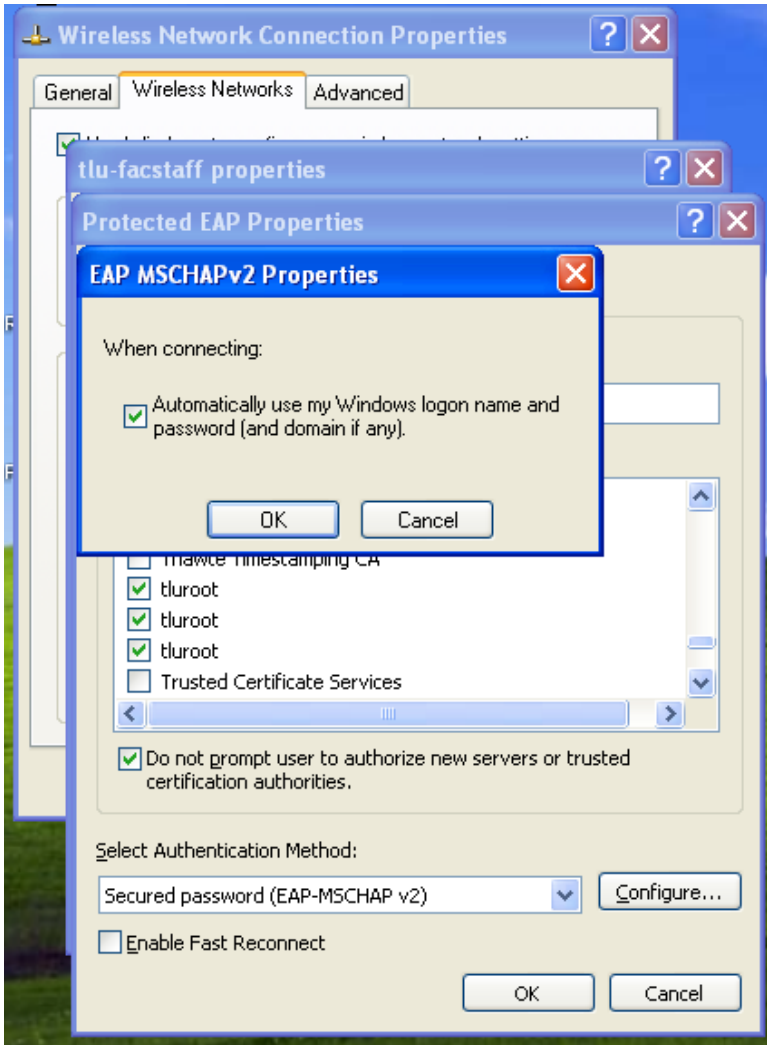 Wireless Network Connection Properties
General
Wireless Networks
Advanced
tlu-facstaff properties
Protected EAP Properties
EAP MSCHAPv2 Properties
When connecting:
Automatically use my Windows logon name and
password (and domain if any).
OK
Cancel
Thawte Timestamping CA
tluroot
tluroot
tluroot
Trusted Certificate Services
Do not prompt user to authorize new servers or trusted
certification authorities.
Select Authentication Method:
Secured password (EAP-MSCHAP v2)
Configure...
Enable Fast Reconnect
OK
Cancel